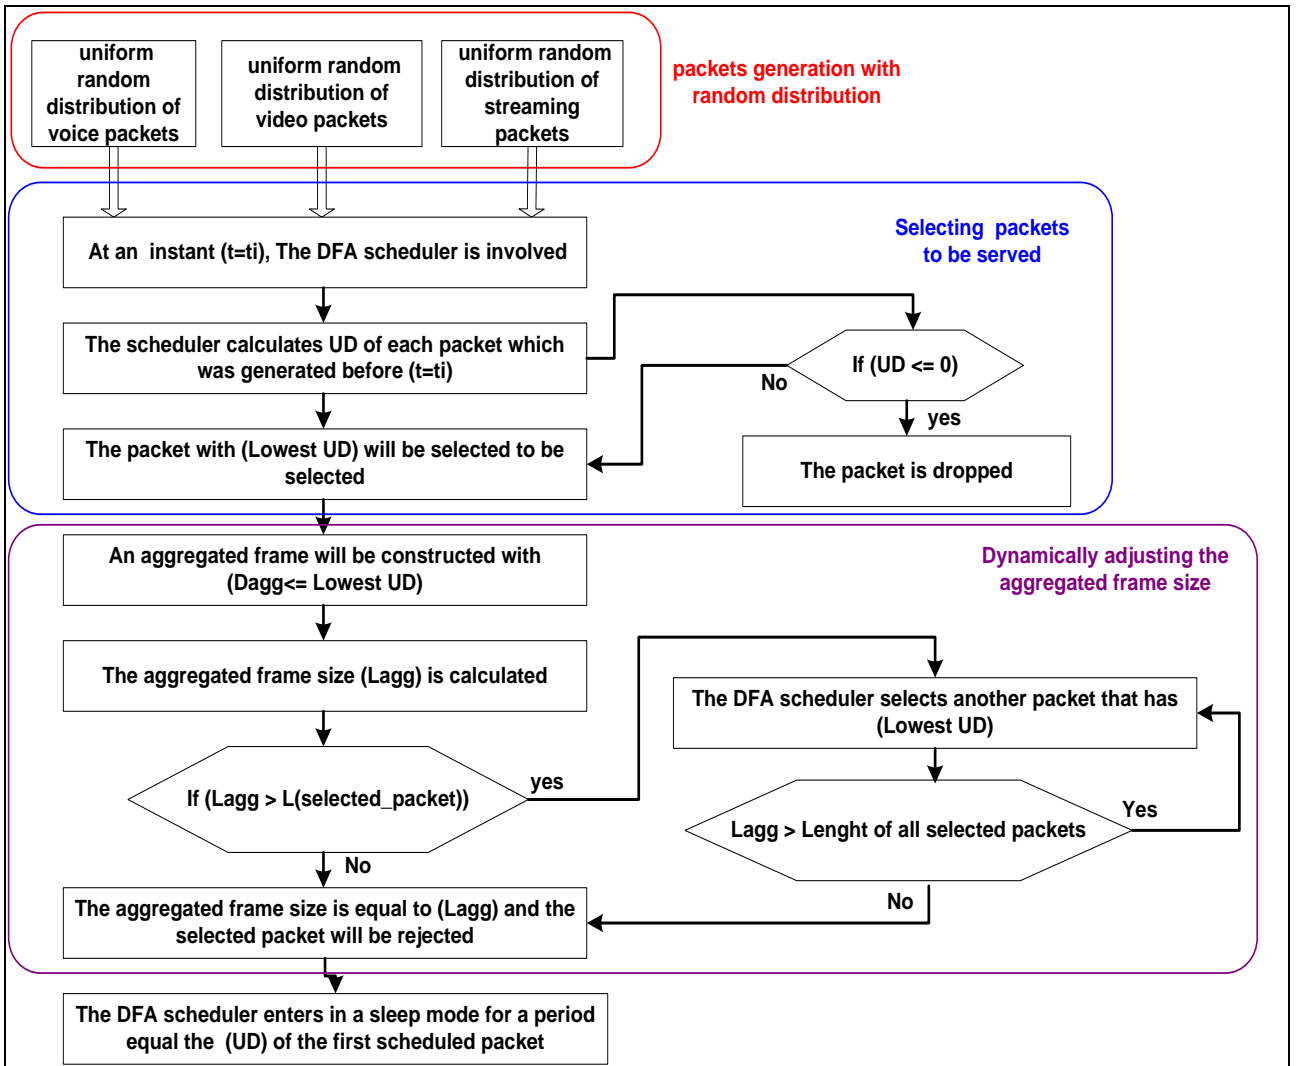 uniform
random
distribution of
voice packets
uniform random
distribution of
video packets
uniform random
distribution of
streaming
packets
packets generation with
random distribution
Selecting packets
to be served
At an instant (t=ti), The DFA scheduler is involved
The scheduler calculates UD of each packet which
was generated before (t=ti)
If (UD <= 0)
No
yes
The packet with (Lowest UD) will be selected to be
selected
The packet is dropped
An aggregated frame will be constructed with
(Dagg<= Lowest UD)
Dynamically adjusting the
aggregated frame size
The aggregated frame size (Lagg) is calculated
The DFA scheduler selects another packet that has
(Lowest UD)
If (Lagg > L(selected_packet))
yes
Lagg > Lenght of all selected packets
Yes
No
No
The aggregated frame size is equal to (Lagg) and the
selected packet will be rejected
The DFA scheduler enters in a sleep mode for a period
equal the (UD) of the first scheduled packet